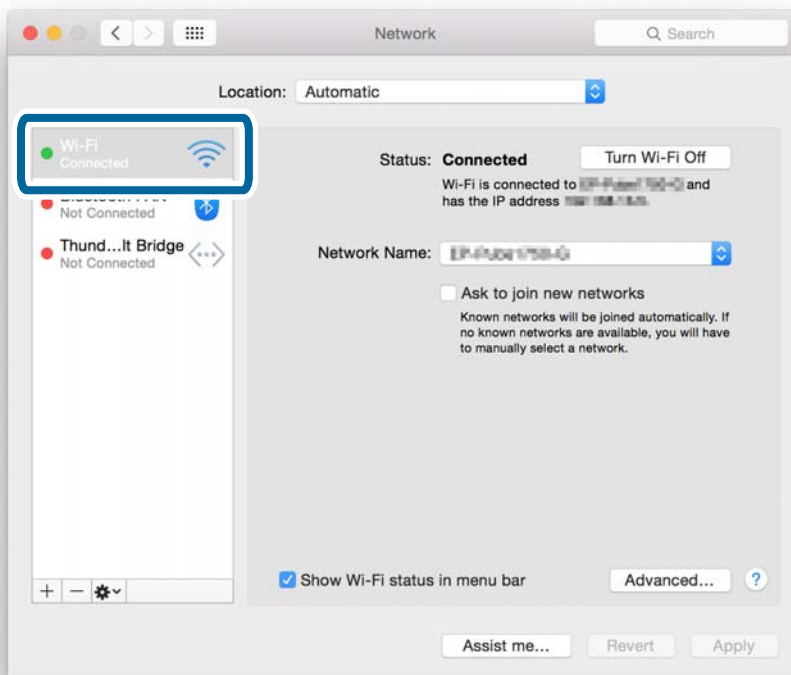 Network
Search
Location: Automatic
Wi-Fi
Connected
Not Connected
Thund...lt Bridge
Not Connected
Status: Connected
Turn Wi-Fi Off
Wi-Fi is connected to and
has the IP address
Network Name:
Ask to join new networks
Known networks will be joined automatically. If
no known networks are available, you will have
to manually select a network.
Show Wi-Fi status in menu bar
Advanced...
?
Assist me...
Revert
Apply